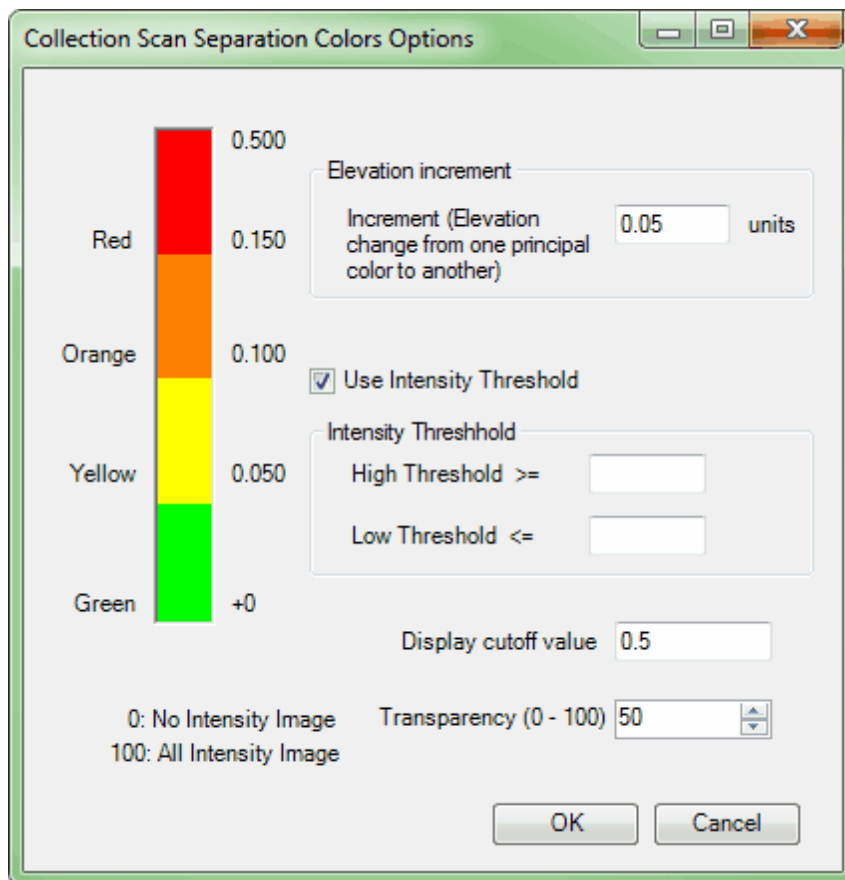 Collection Scan Separation Colors Options
0.500
Red
0.150
Orange
0.100
Yellow
0.050
Green
+0
Elevation increment
Increment (Elevation
change from one principal
color to another)
0.05
units
Use Intensity Threshold
Intensity Threshhold
High Threshold >=
Low Threshold <=
Display cutoff value
0.5
0: No Intensity Image
100: All Intensity Image
Transparency (0 - 100)
50
OK
Cancel